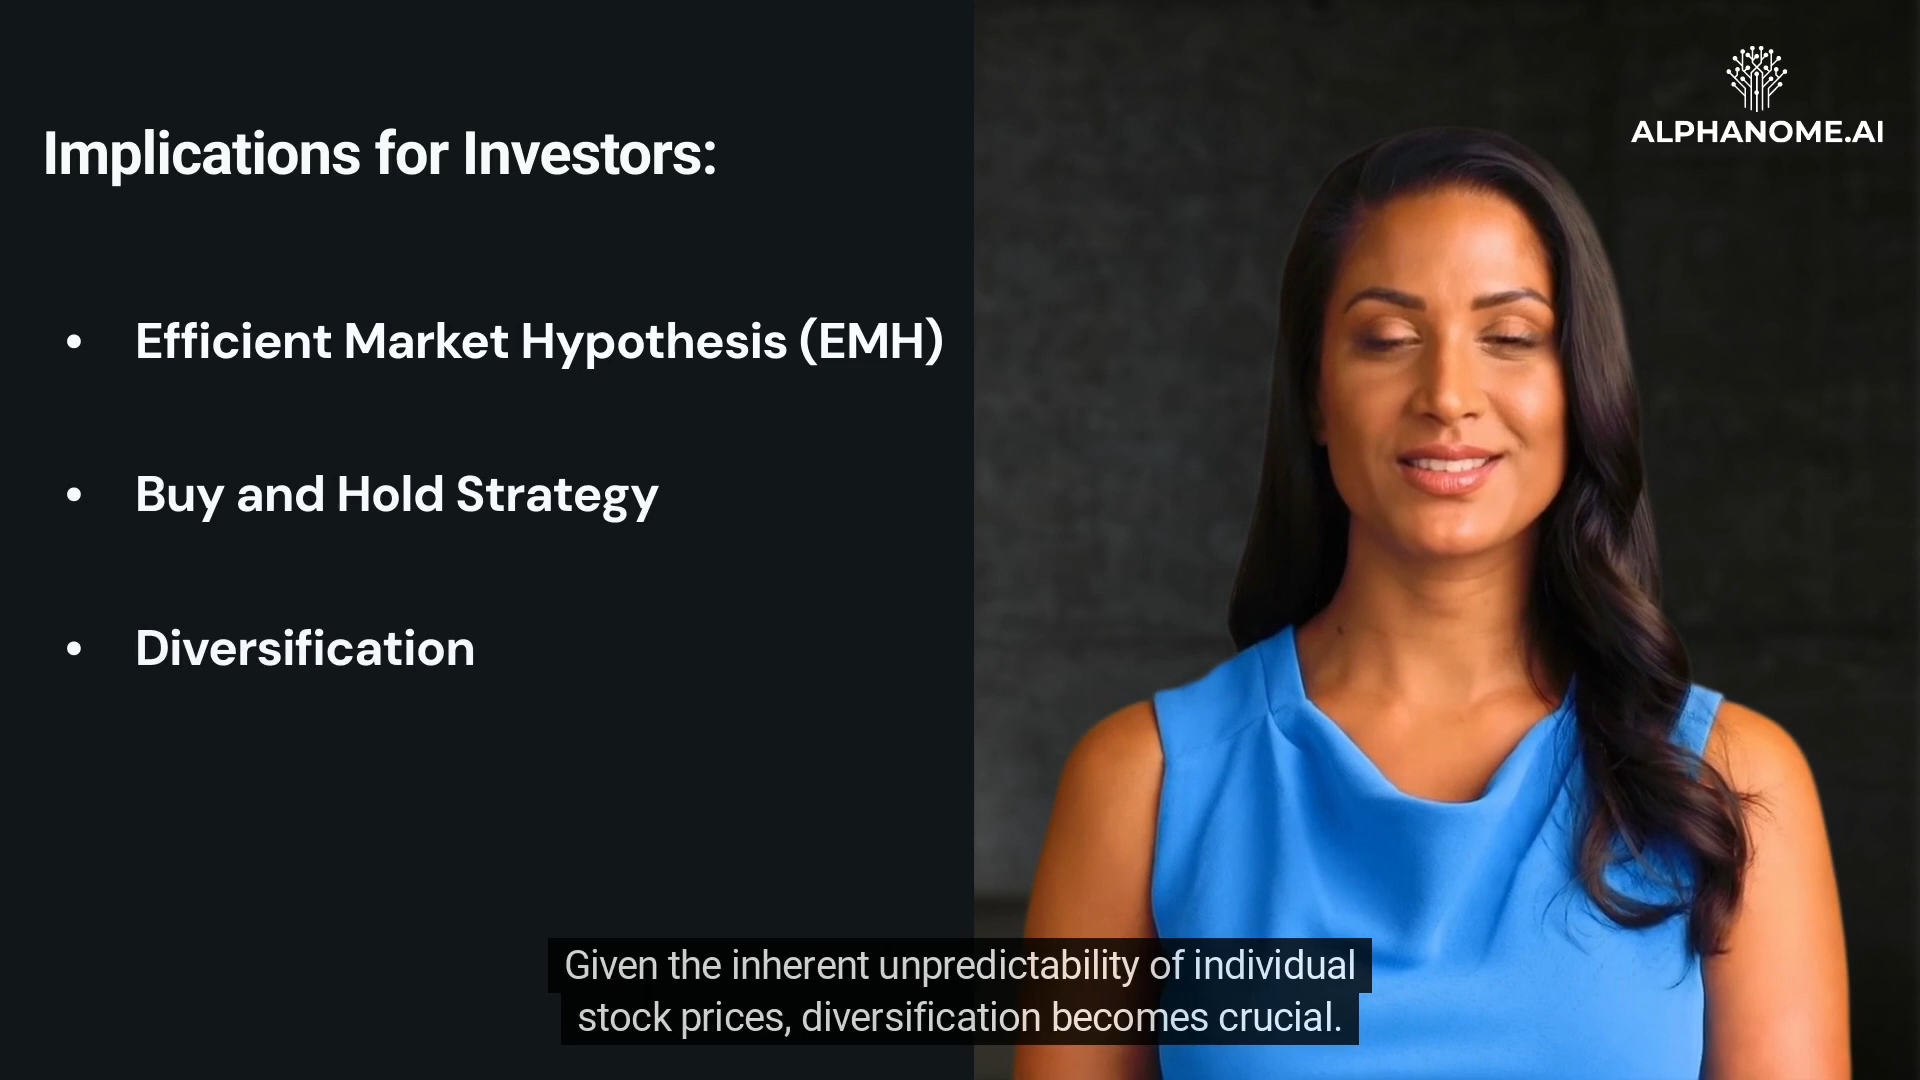 ALPHANOME.AI
Implications for Investors:
• Efficient Market Hypothesis (EMH)
• Buy and Hold Strategy
• Diversification
Given the inherent unpredictability of individual
stock prices, diversification becomes crucial.